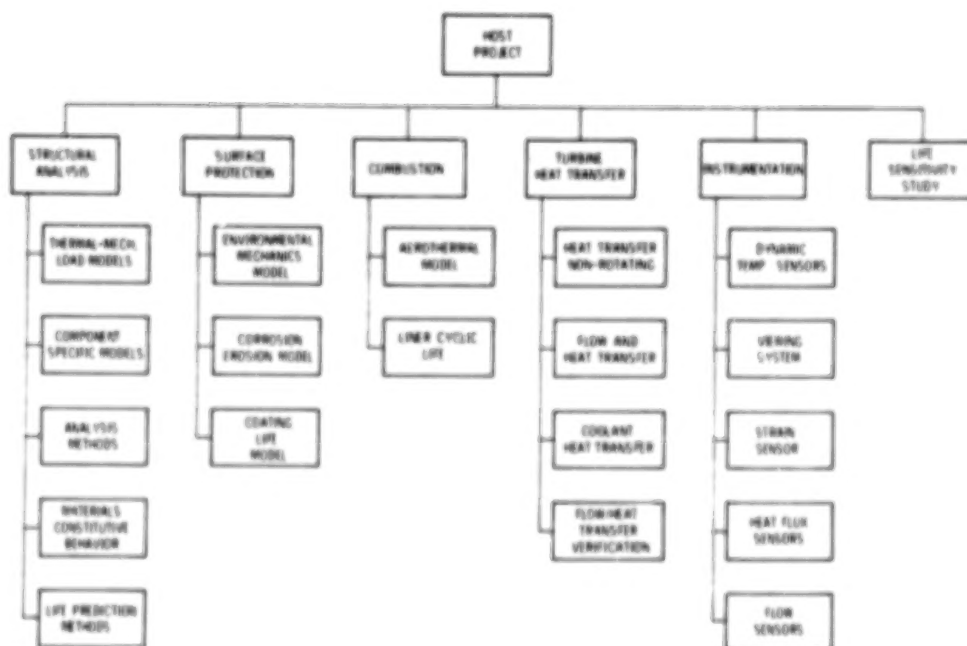 HOST
PROJECT
STRUCTURAL
ANALYSIS
SURFACE
PROTECTION
COMBUSTION
TURBINE
HEAT TRANSFER
INSTRUMENTATION
LIFE
SENSITIVITY
STUDY
THERMAL-MECH.
LOAD MODELS
COMPONENT
SPECIFIC MODELS
ANALYSIS
METHODS
MATERIALS
CONSTITUTIVE
BEHAVIOR
LIFE PREDICTION
METHODS
ENVIRONMENTAL
MECHANICS
MODEL
CORROSION
EROSION MODEL
COATING
LIFE
MODEL
AEROTHERMAL
MODEL
LINER CYCLIC
LIFE
HEAT TRANSFER
NON-ROTATING
FLOW AND
HEAT TRANSFER
COOLANT
HEAT TRANSFER
FLOW/HEAT
TRANSFER
VERIFICATION
DYNAMIC
TEMP SENSORS
VIEWING
SYSTEM
STRAIN
SENSOR
HEAT FLUX
SENSORS
FLOW
SENSORS